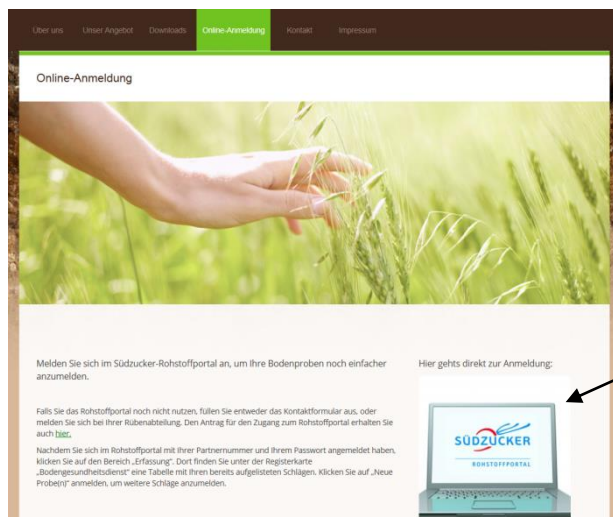 Über uns Unser Angebot Downloads Online-Anmeldung Kontakt Impressum
Online-Anmeldung
Melden Sie sich im Südzucker-Rohstoffportal an, um Ihre Bodenproben noch einfacher
anzumelden.
Hier gehts direkt zur Anmeldung:
Falls Sie das Rohstoffportal noch nicht nutzen, füllen Sie entweder das Kontaktformular aus, oder
melden Sie sich bei Ihrer Rübenabteilung. Den Antrag für den Zugang zum Rohstoffportal erhalten Sie
auch hier.
Nachdem Sie sich im Rohstoffportal mit Ihrer Partnernummer und Ihrem Passwort angemeldet haben,
klicken Sie auf den Bereich „Erfassung". Dort finden Sie unter der Registerkarte
„Bodengesundheitsdienst" eine Tabelle mit Ihren bereits aufgelisteten Schlägen. Klicken Sie auf „Neue
Probe(n)" anmelden, um weitere Schläge anzumelden.
SÜDZUCKER
ROHSTOFFPORTAL